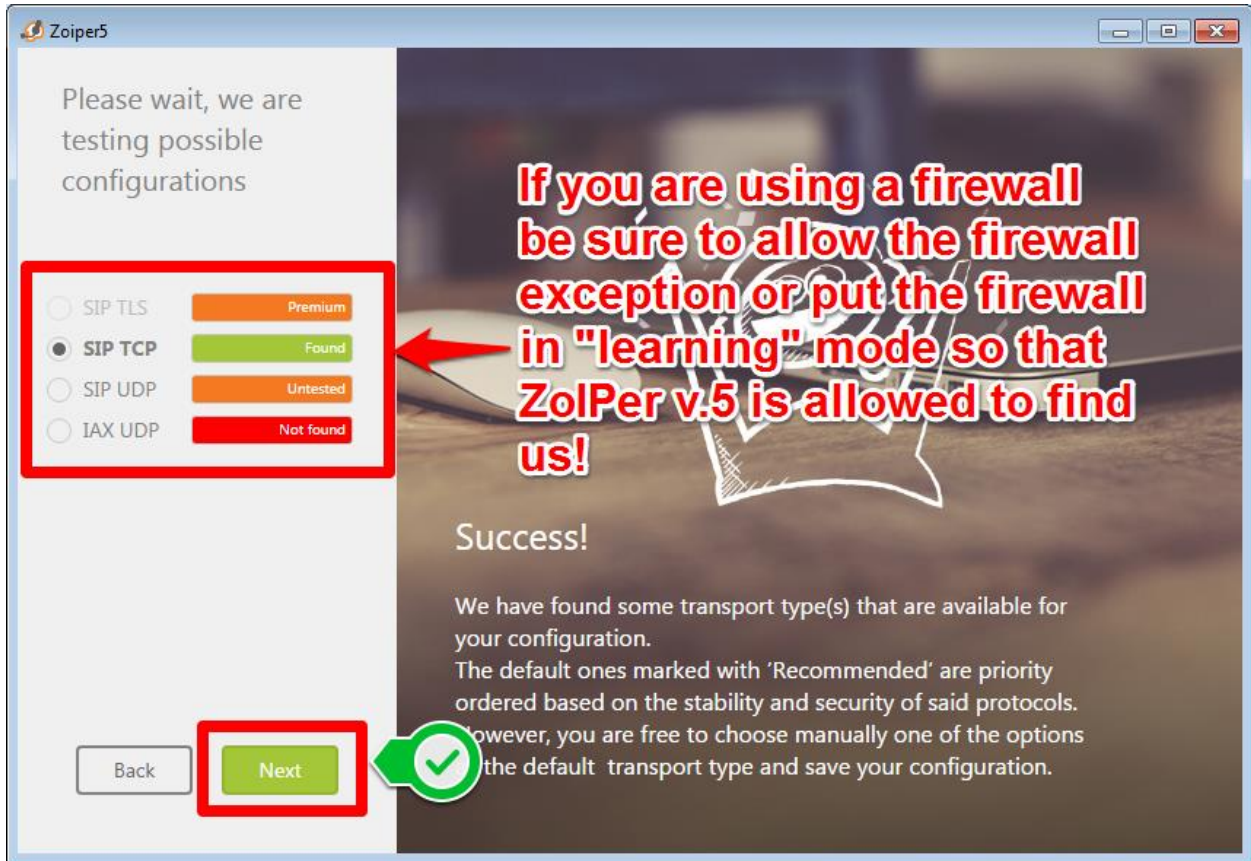 Zoiper5
Please wait, we are
testing possible
configurations
SIP TLS Premium
SIP TCP Found
SIP UDP Untested
IAX UDP Not found
If you are using a firewall
be sure to allow the firewall
exception or put the firewall
in "learning" mode so that
ZolPer v.5 is allowed to find
us!
Success!
We have found some transport type(s) that are available for
your configuration.
The default ones marked with ‘Recommended’ are priority
ordered based on the stability and security of said protocols.
However, you are free to choose manually one of the options
the default transport type and save your configuration.
Back Next